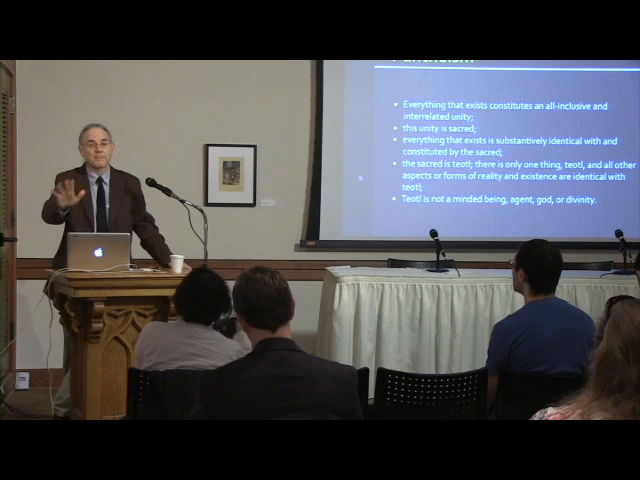 Pantheism
Everything that exists constitutes an all-inclusive and
interrelated unity;
this unity is sacred;
everything that exists is substantively identical with and
constituted by the sacred;
the sacred is teotl; there is only one thing, teotl, and all other
aspects or forms of reality and existence are identical with
teotl;
Teotl is not a minded being, agent, god, or divinity.